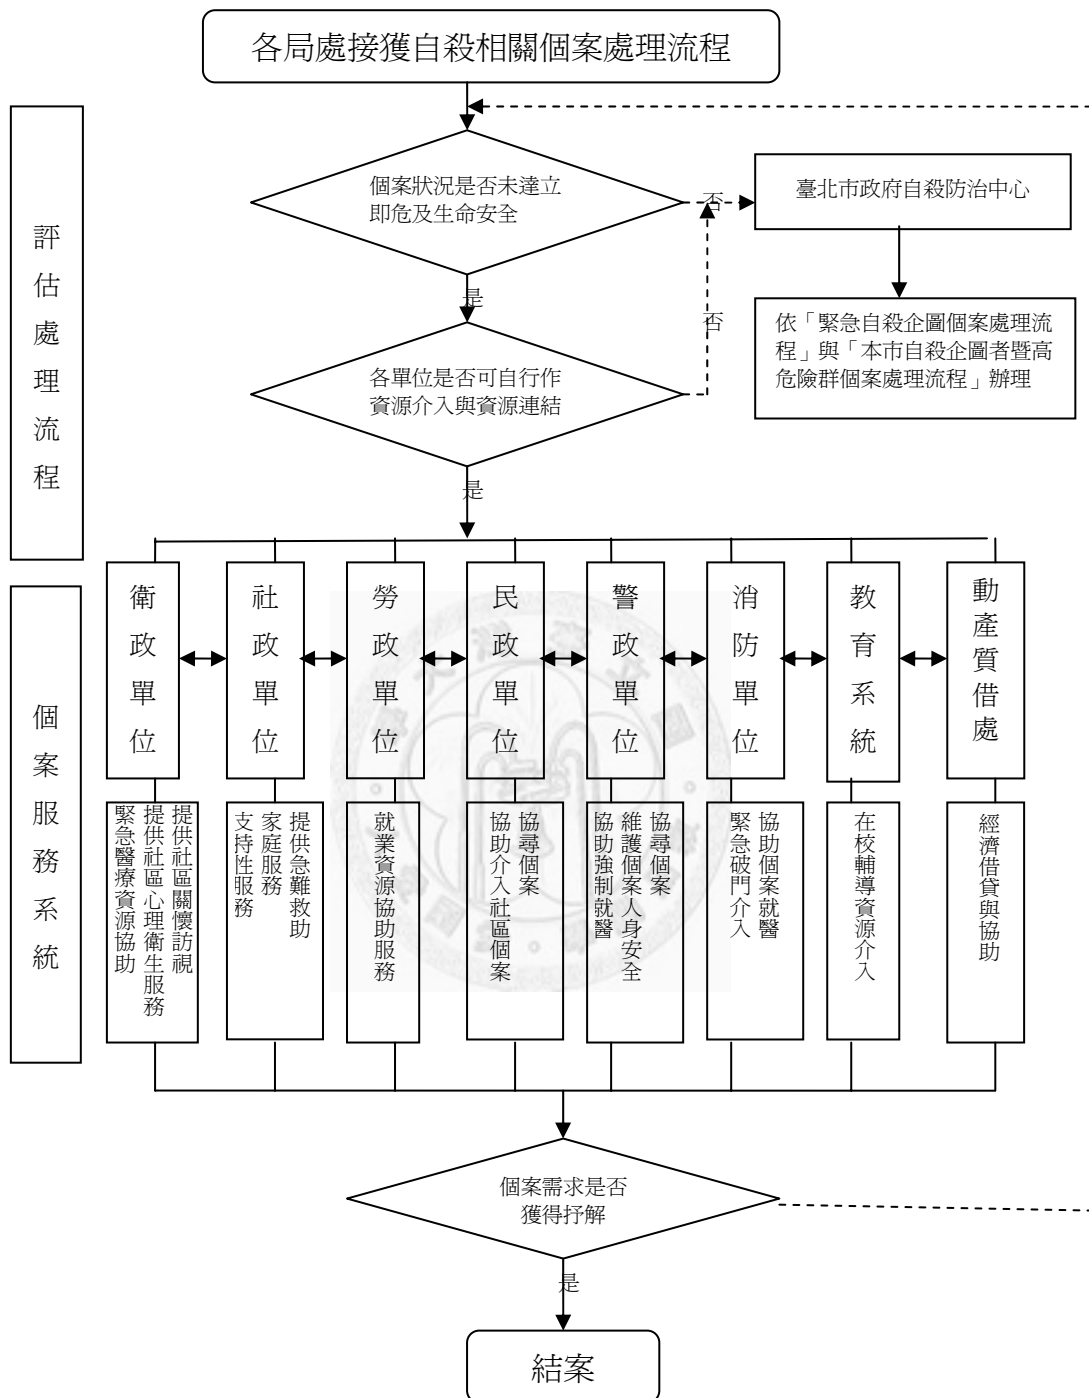 各局處接獲自殺相關個案處理流程
評估處理流程
個案狀況是否未達立
即危及生命安全
否
臺北市政府自殺防治中心
是
否
依「緊急自殺企圖個案處理流
程」與「本市自殺企圖者暨高
危險群個案處理流程」辦理
各單位是否可自行作
資源介入與資源連結
是
個案服務系統
衛政單位
社政單位
勞政單位
民政單位
警政單位
消防單位
教育系統
動產質借處
提供社區關懷訪視
提供社區心理衛生服務
緊急醫療資源協助
提供急難救助
家庭服務
支持性服務
就業資源協助服務
協尋個案
協助介入社區個案
協尋個案
維護個案人身安全
協助強制就醫
協助個案就醫
緊急破門介入
在校輔導資源介入
經濟借貸與協助
個案需求是否
獲得抒解
是
結案